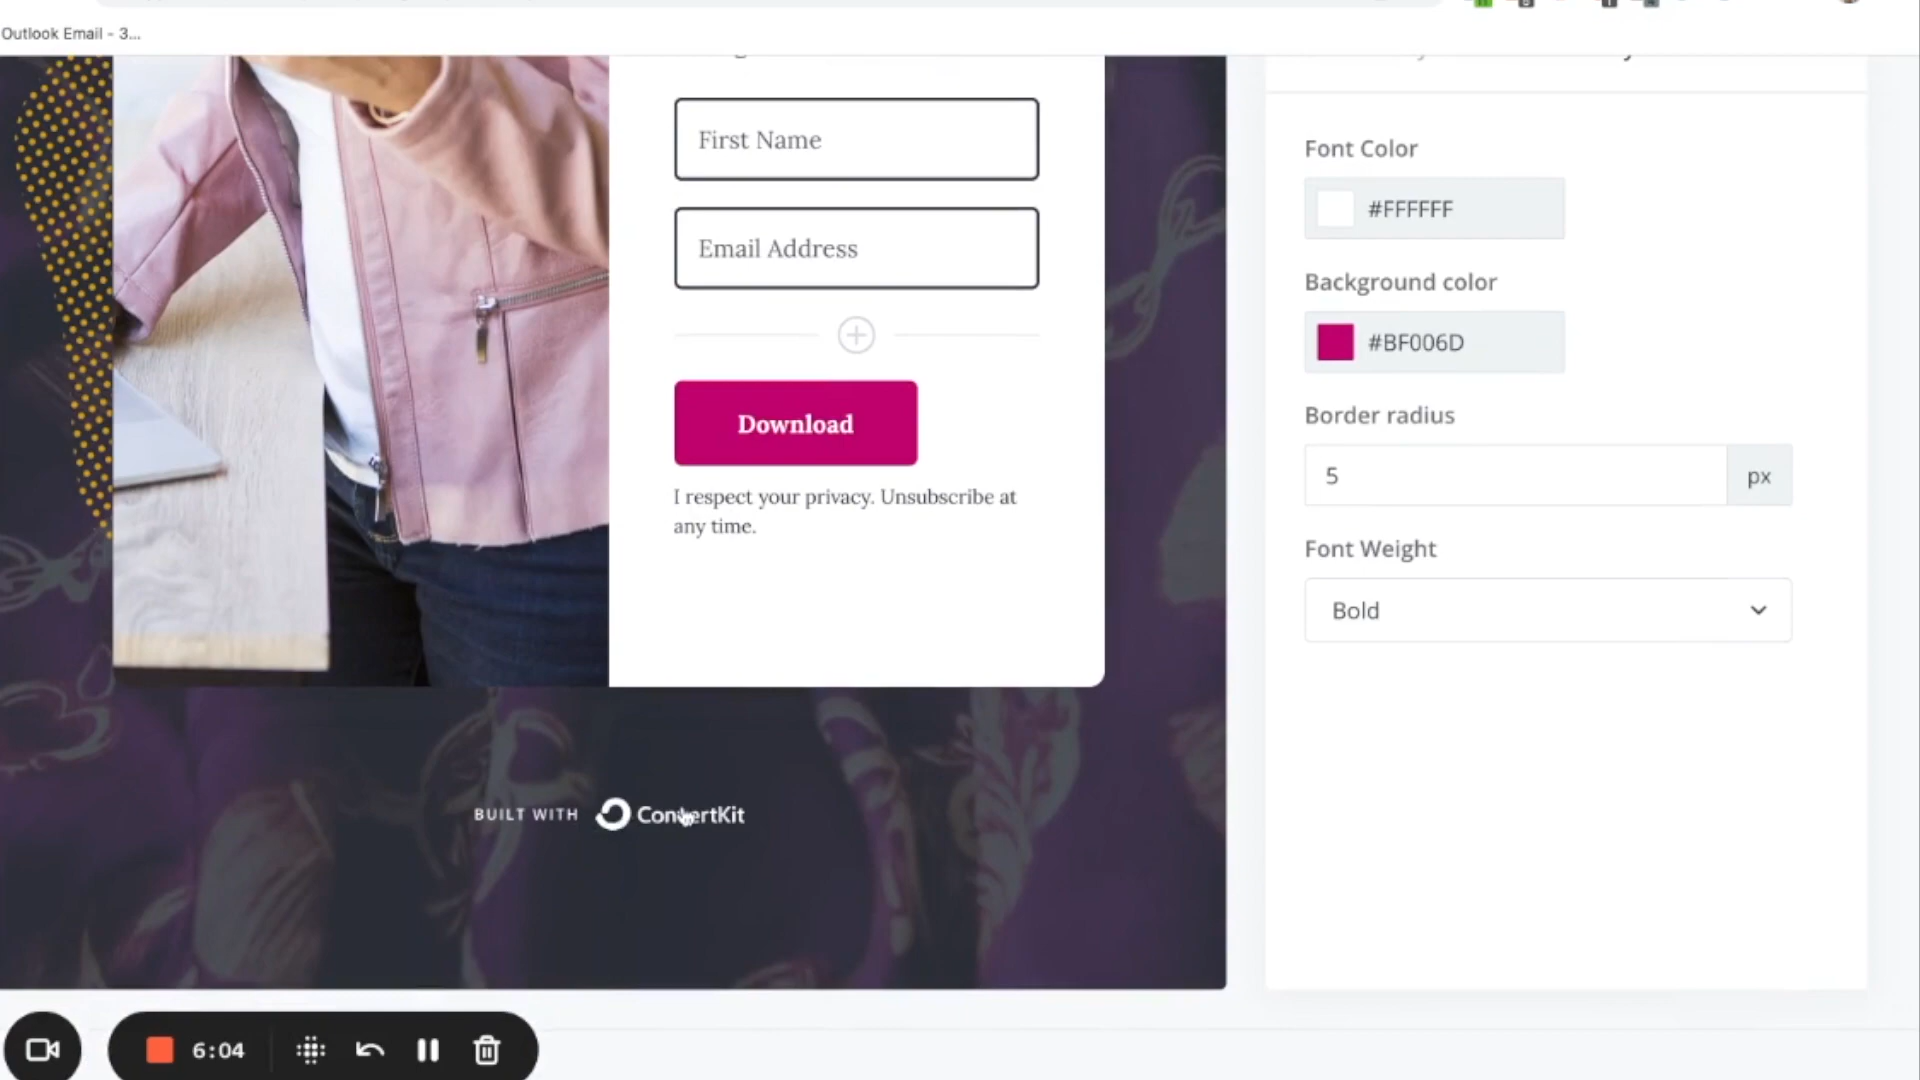 Outlook Email - 3...
First Name
Email Address
Download
I respect your privacy. Unsubscribe at
any time.
BUILT WITH ConvertKit
Font Color
#FFFFFF
Background color
#BF006D
Border radius
5 px
Font Weight
Bold
6:04